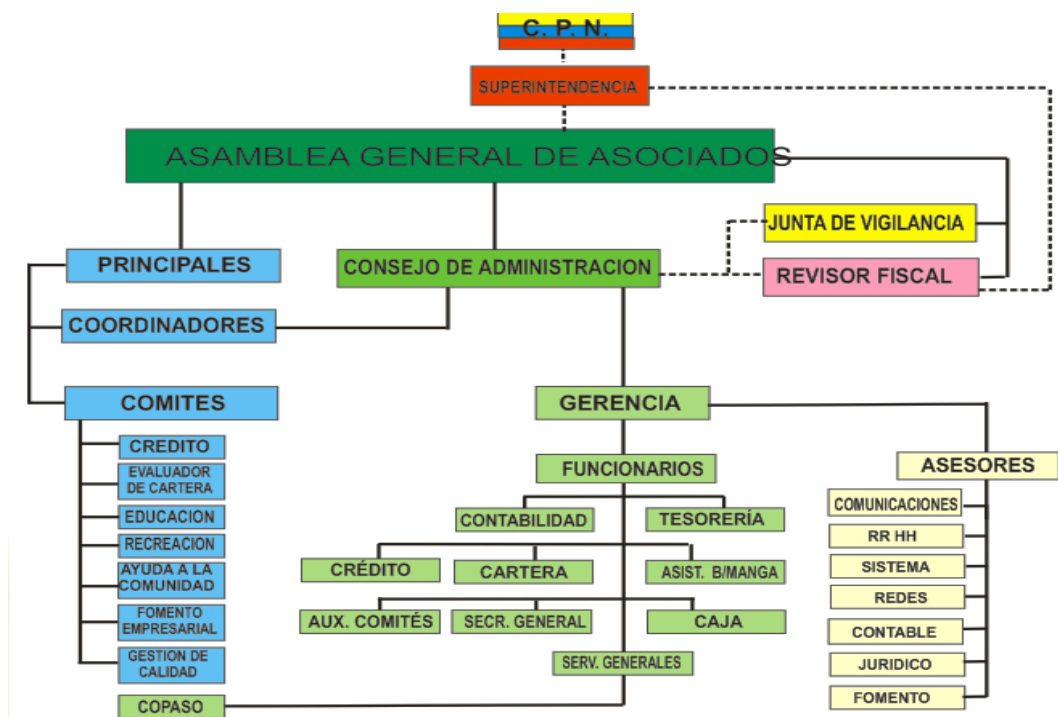 C. P. N.
SUPERINTENDENCIA
ASAMBLEA GENERAL DE ASOCIADOS
JUNTA DE VIGILANCIA
PRINCIPALES
CONSEJO DE ADMINISTRACION
REVISOR FISCAL
COORDINADORES
COMITES
GERENCIA
CREDITO
EVALUADOR
DE CARTERA
EDUCACION
RECREACION
AYUDA A LA
COMUNIDAD
FOMENTO
EMPRESARIAL
GESTION DE
CALIDAD
COPASO
FUNCIONARIOS
CONTABILIDAD
TESORERÍA
CRÉDITO
CARTERA
ASIST. B/MANGA
AUX. COMITÉS
SECR. GENERAL
CAJA
SERV. GENERALES
ASESORES
COMUNICACIONES
RR HH
SISTEMA
REDES
CONTABLE
JURIDICO
FOMENTO